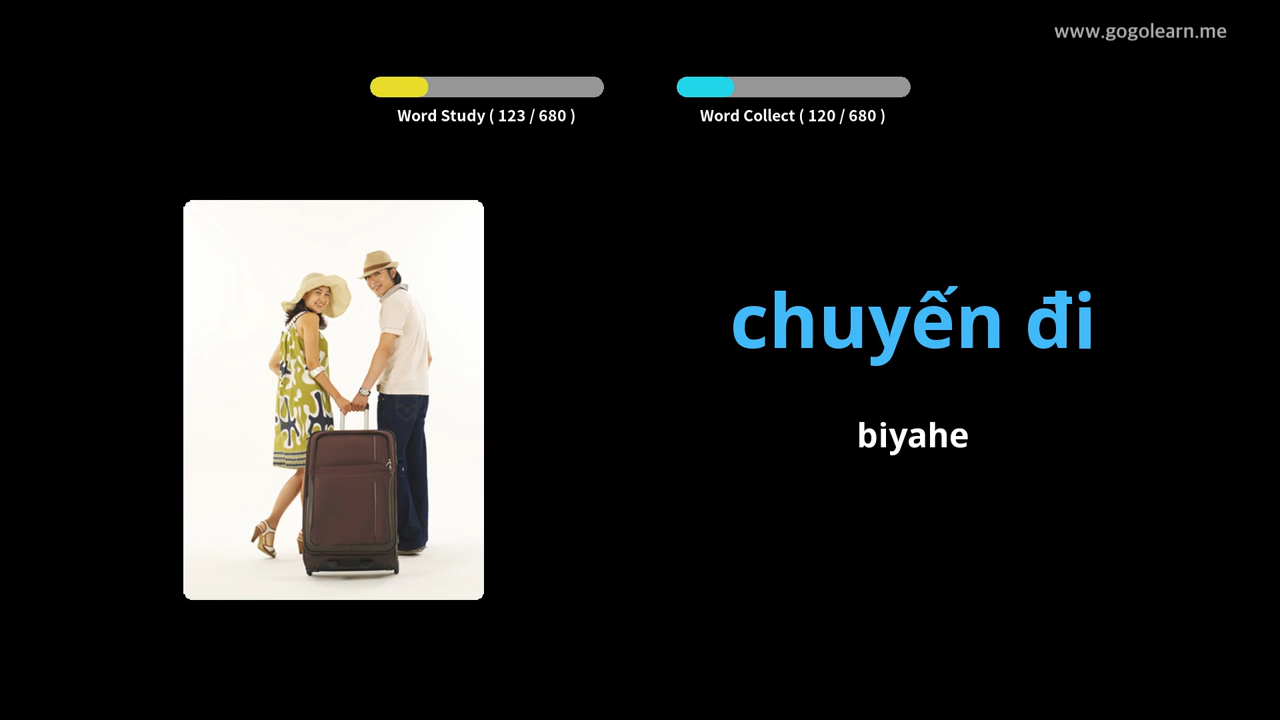 www.gogolearn.me
Word Study ( 123 / 680 )
Word Collect ( 120 / 680 )
chuyến đi
biyahe